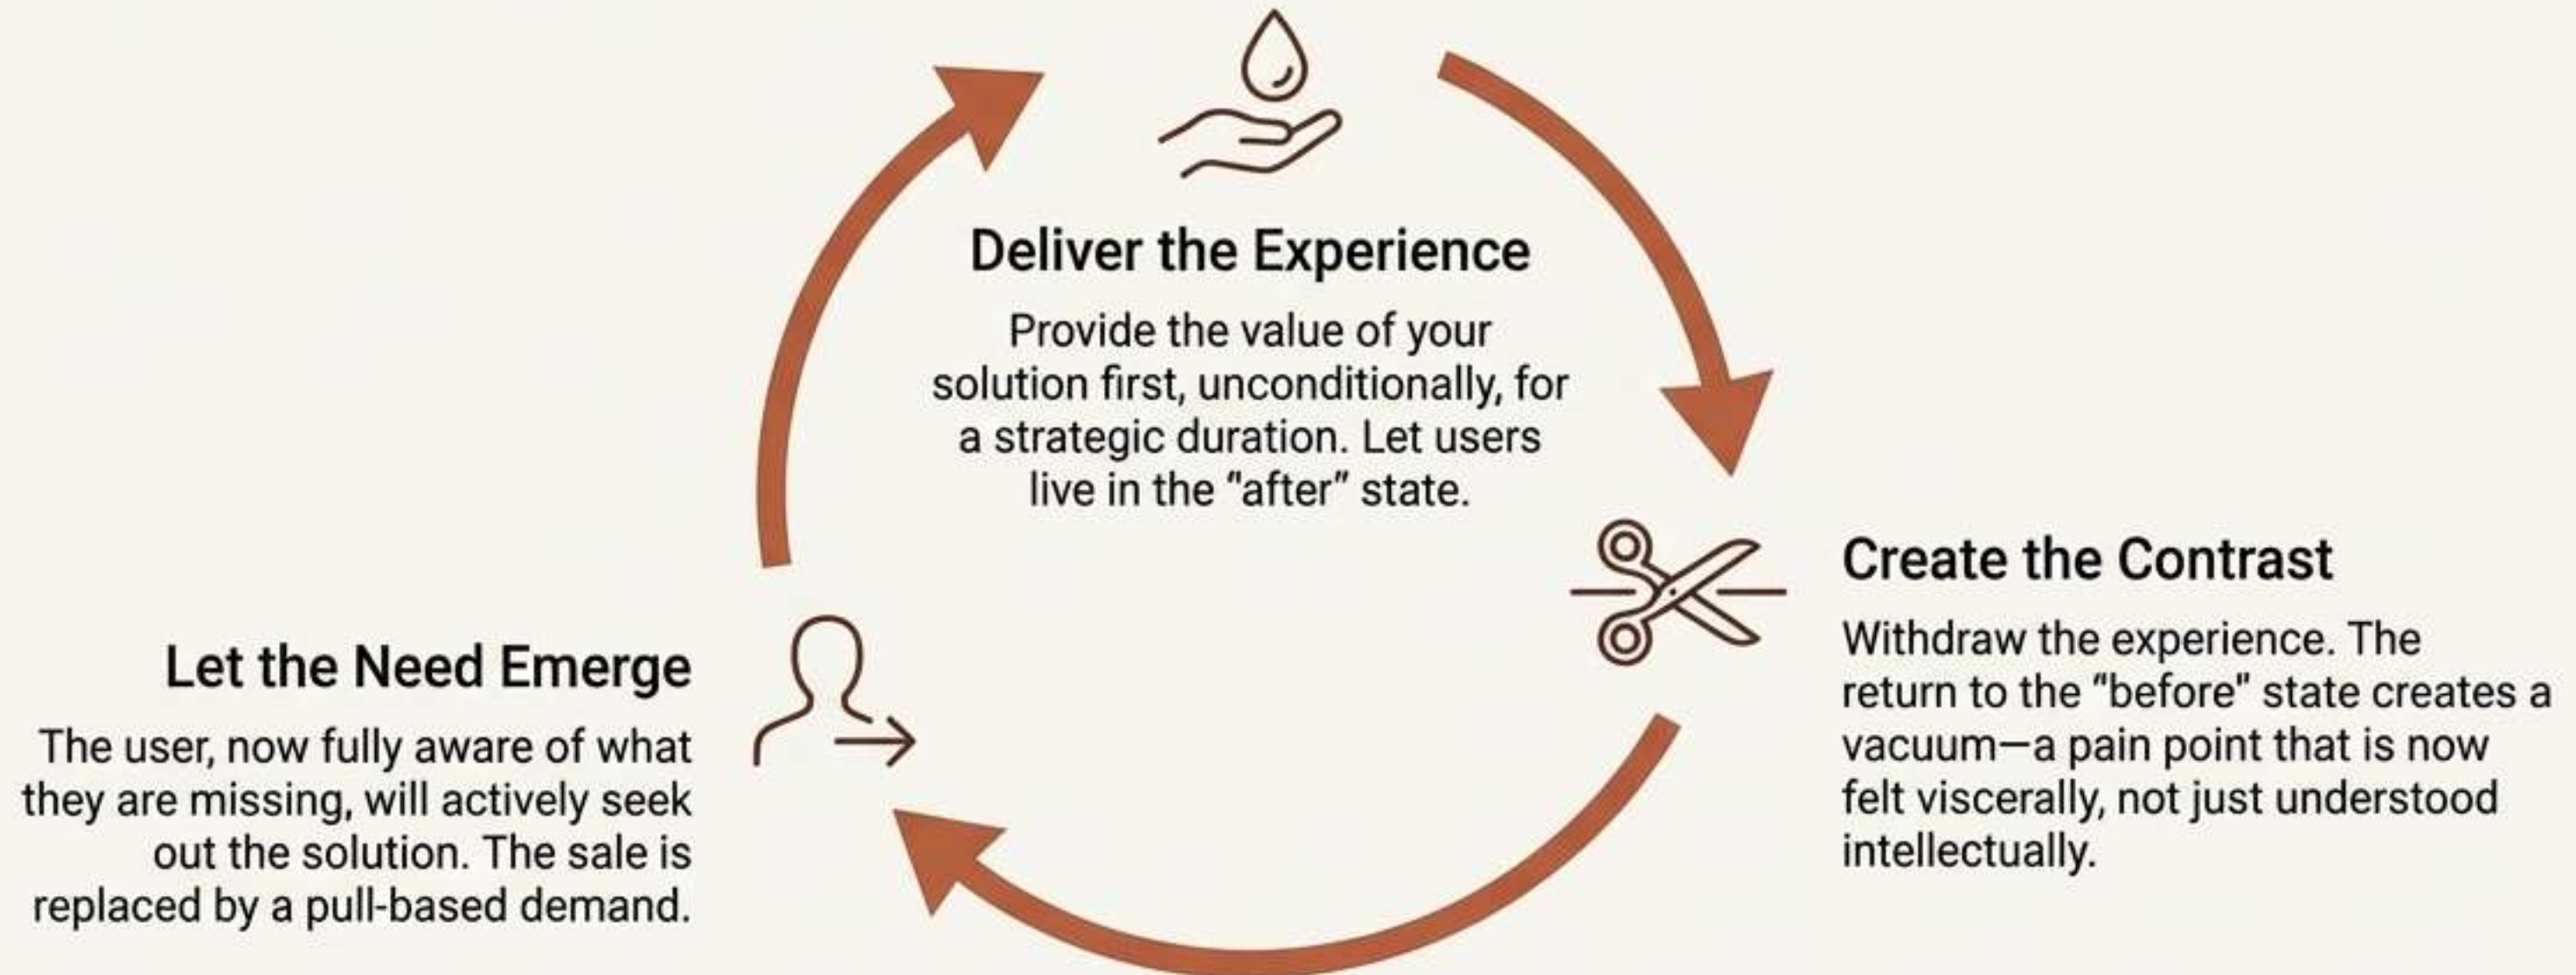 Deliver the Experience
Provide the value of your
solution first, unconditionally, for
a strategic duration. Let users
live in the “after” state.
Create the Contrast
Withdraw the experience. The
return to the “before” state creates a
vacuum—a pain point that is now
felt viscerally, not just understood
intellectually.
Let the Need Emerge
The user, now fully aware of what
they are missing, will actively seek
out the solution. The sale is
replaced by a pull-based demand.